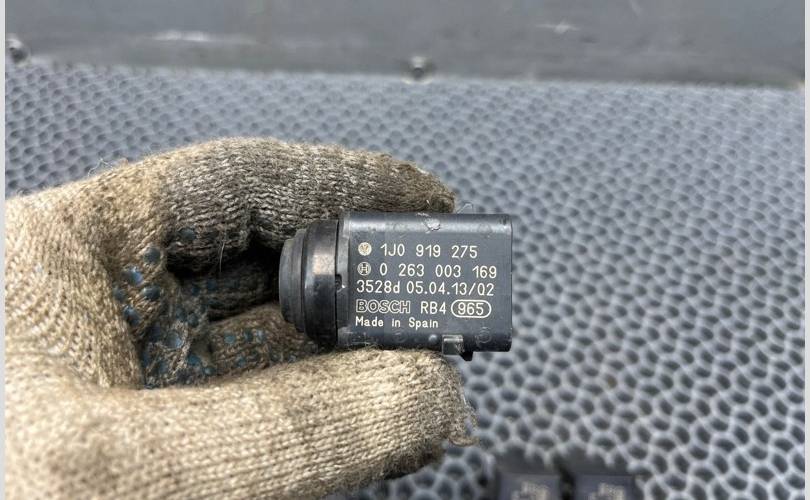 1J0 919 275
0 263 003 169
3528d 05.04.13/02
BOSCH RB4 965
Made in Spain